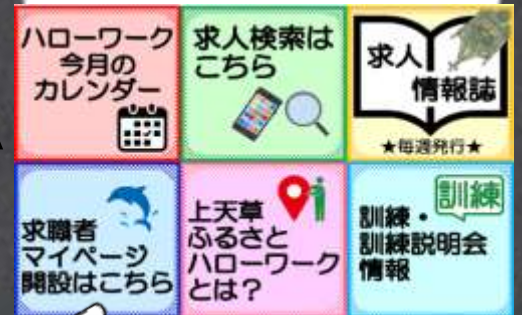 ハローワーク
今月の
カレンダー
求人検索は
こちら
求人
情報誌
★毎週発行★
求職者
マイページ
開設はこちら
上天草
ふるさと
ハローワーク
とは？
訓練
訓練・
訓練説明会
情報